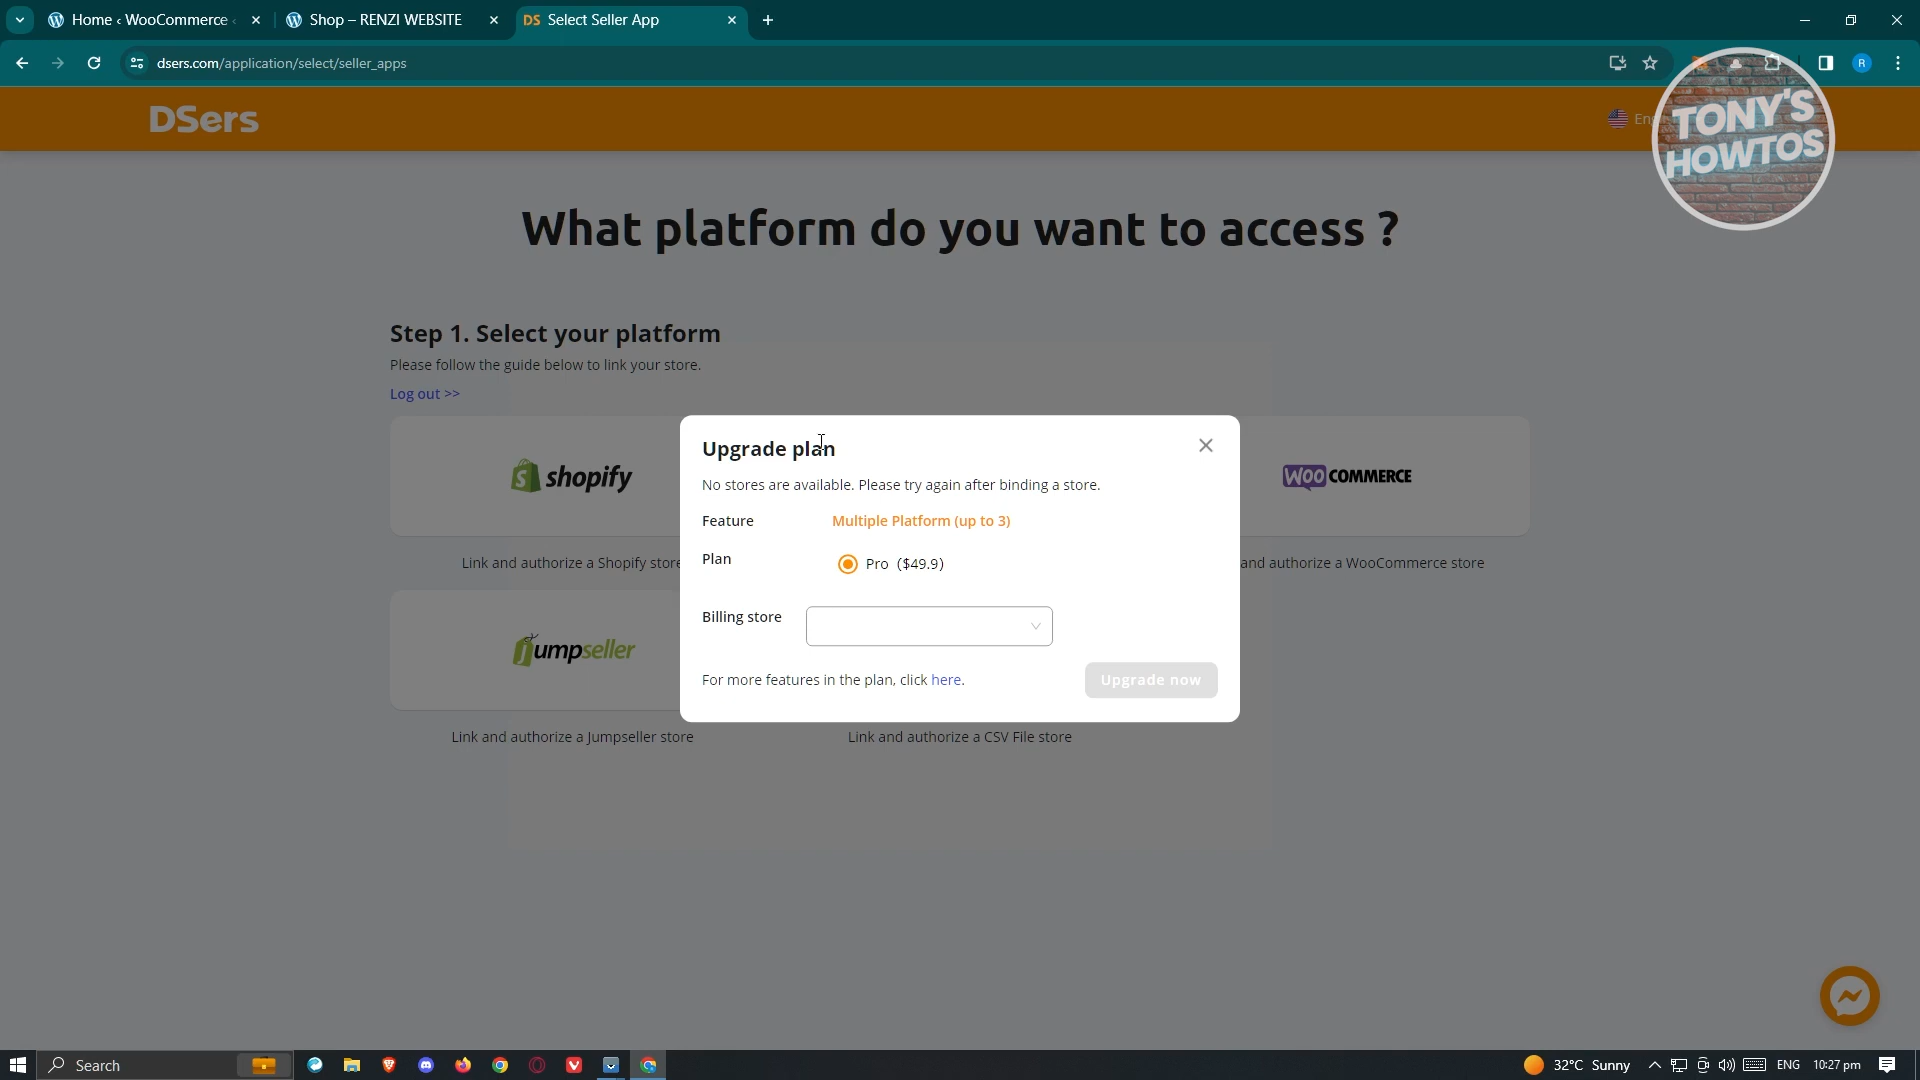 Home ‹ WooCommerce ‹
Shop – RENZI WEBSITE
DS Select Seller App
dsers.com/application/select/seller_apps
R
DSers
TONY'S
HOWTOS
What platform do you want to access ?
Step 1. Select your platform
Please follow the guide below to link your store.
Log out >>
shopify
WOO COMMERCE
Link and authorize a Shopify store
and authorize a WooCommerce store
Upgrade plan
No stores are available. Please try again after binding a store.
Feature
Multiple Platform (up to 3)
Plan
Pro ($49.9)
Billing store
For more features in the plan, click here.
Upgrade now
jumpseller
Link and authorize a Jumpseller store
Link and authorize a CSV File store
Search
32°C Sunny
ENG
10:27 pm